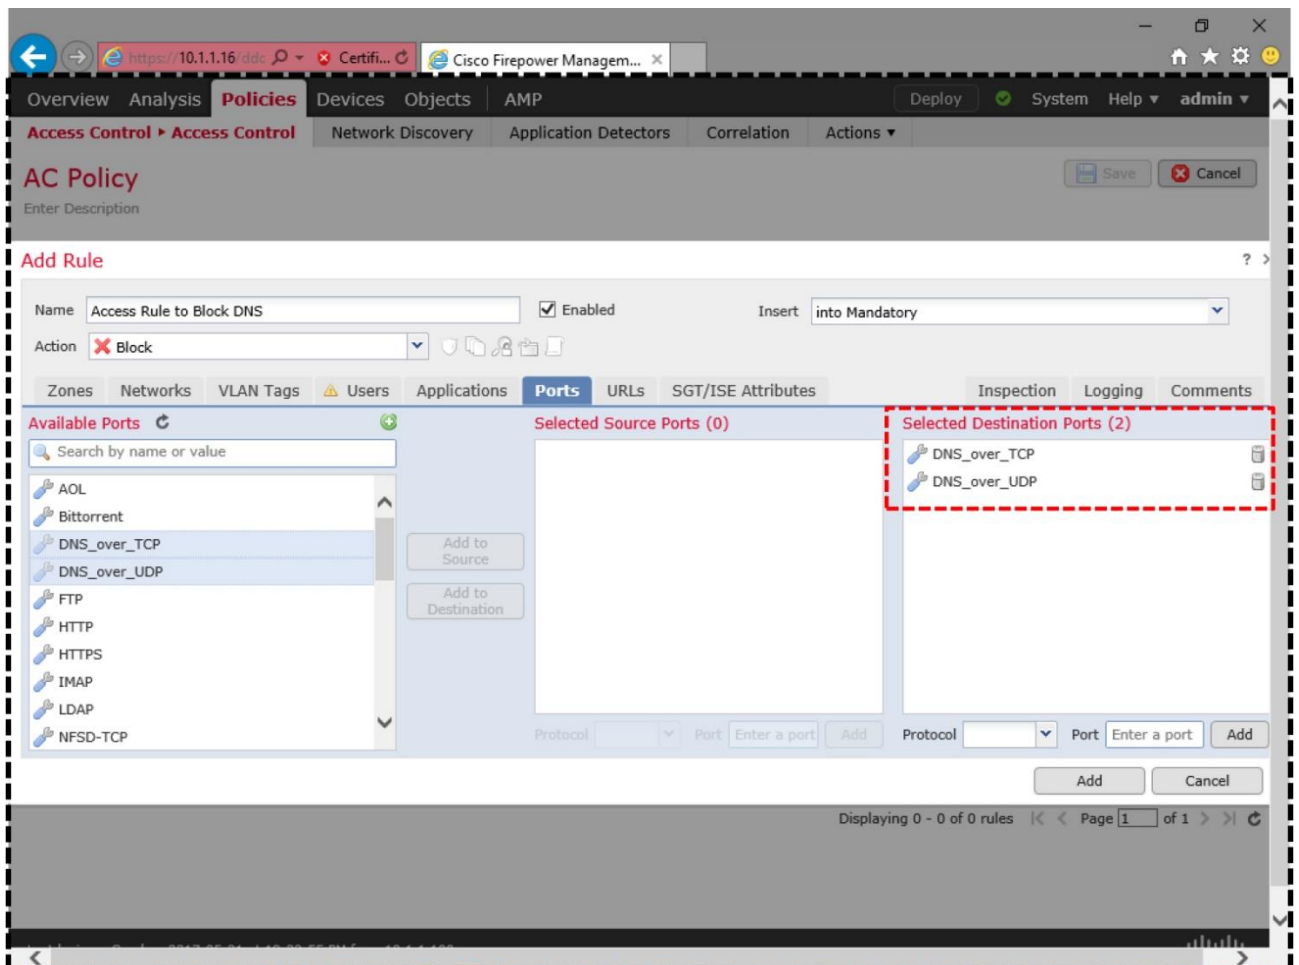 https://10.1.1.16/ddc Certifi... Cisco Firepower Managem...
Overview Analysis Policies Devices Objects AMP Deploy System Help admin
Access Control ▸ Access Control Network Discovery Application Detectors Correlation Actions
AC Policy
Save Cancel
Enter Description
Add Rule ?
Name Access Rule to Block DNS Enabled Insert into Mandatory
Action Block
Zones Networks VLAN Tags Users Applications Ports URLs SGT/ISE Attributes Inspection Logging Comments
Available Ports Selected Source Ports (0) Selected Destination Ports (2)
Search by name or value
AOL
Bittorrent
DNS_over_TCP
DNS_over_UDP
FTP
HTTP
HTTPS
IMAP
LDAP
NFSD-TCP
Add to
Source
Add to
Destination
DNS_over_TCP
DNS_over_UDP
Protocol Port Enter a port Add
Protocol Port Enter a port Add
Add Cancel
Displaying 0 - 0 of 0 rules Page 1 of 1